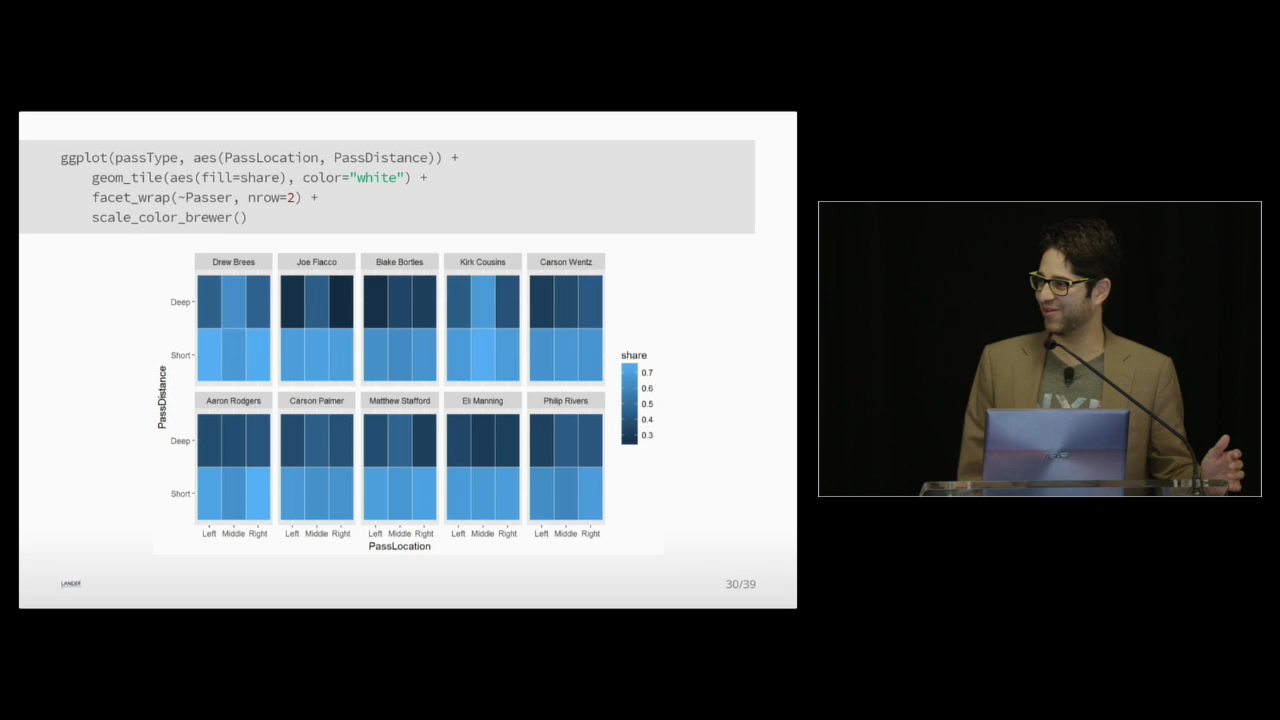 ggplot(passType, aes(PassLocation, PassDistance)) +
geom_tile(aes(fill=share), color="white") +
facet_wrap(~Passer, nrow=2) +
scale_color_brewer()
Drew Brees Joe Flacco Blake Bortles Kirk Cousins Carson Wentz
Deep
Short
Aaron Rodgers Carson Palmer Matthew Stafford Eli Manning Philip Rivers
Deep
Short
PassDistance
Left Middle Right Left Middle Right Left Middle Right Left Middle Right Left Middle Right
PassLocation
share
0.7
0.6
0.5
0.4
0.3
LANDER
30/39
ASUS